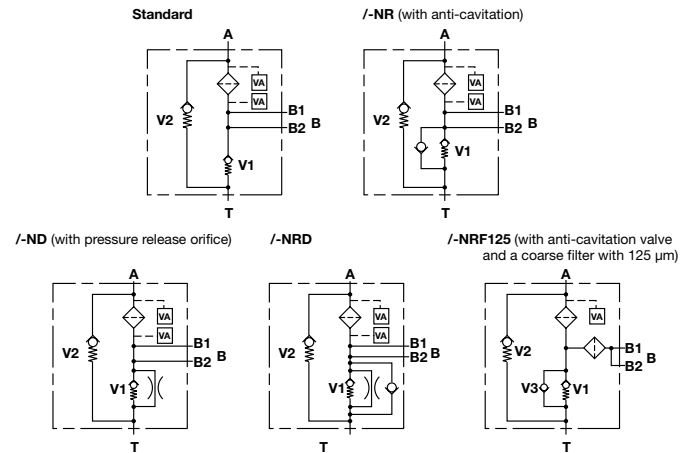 Standard
/-NR (with anti-cavitation)
A
VA
VA
B1
B2 B
V2
V1
T
A
VA
VA
B1
B2 B
V2
V1
T
/-ND (with pressure release orifice)
/-NRD
/-NRF125 (with anti-cavitation valve
and a coarse filter with 125 µm)
A
VA
VA
B1
B2 B
V2
V1
T
A
VA
VA
B1
B2 B
V2
V1
T
A
VA
V2
B1
B
B2
V3
V1
T